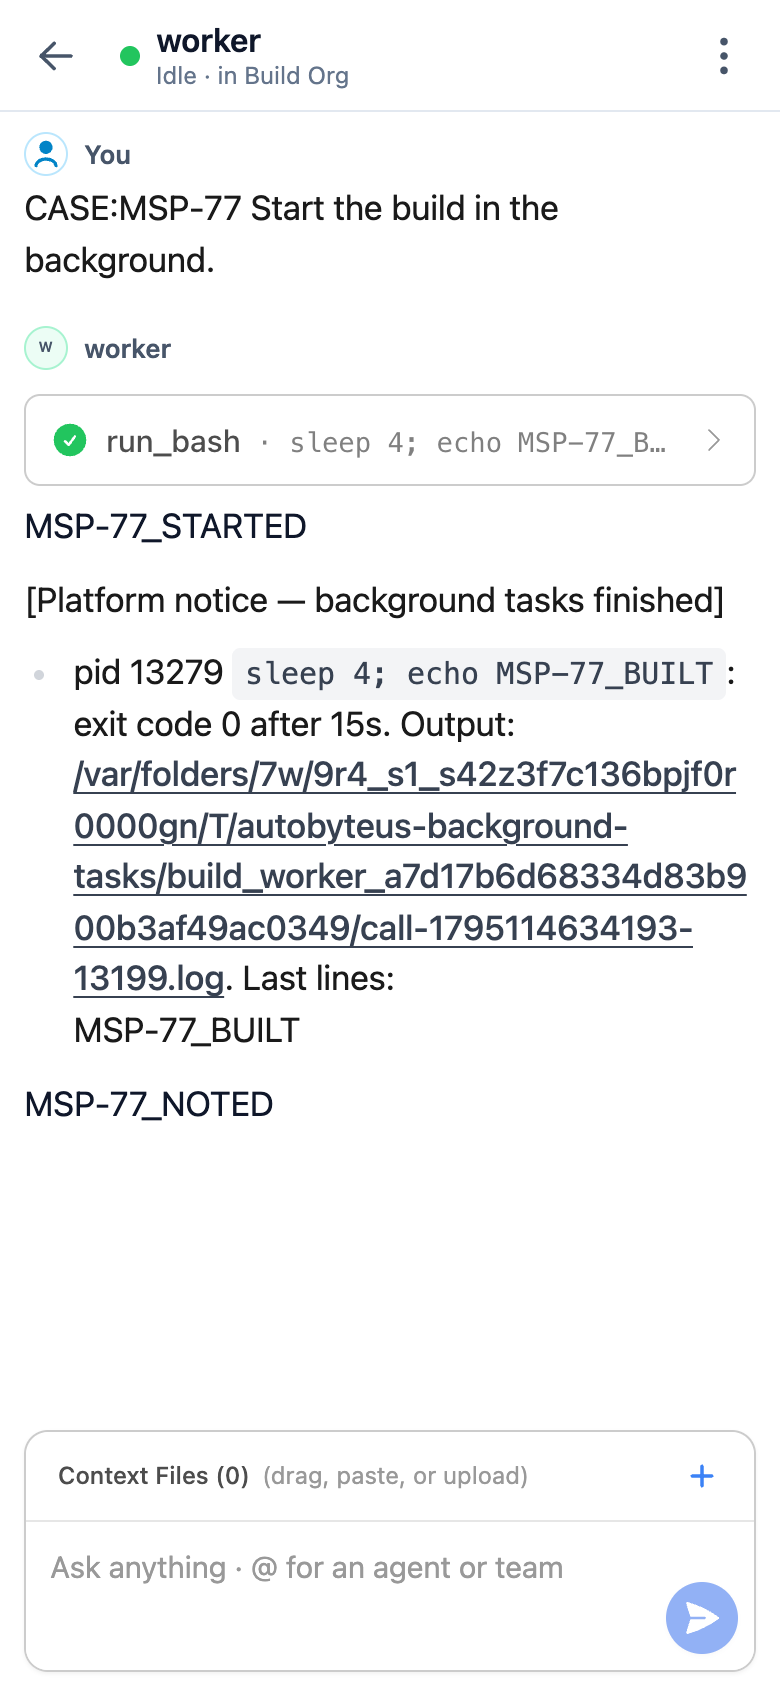 worker
Idle · in Build Org
You
CASE:MSP-77 Start the build in the
background.
W
worker
run_bash · sleep 4; echo MSP-77_B…
MSP-77_STARTED
[Platform notice — background tasks finished]
pid 13279 sleep 4; echo MSP-77_BUILT :
exit code 0 after 15s. Output:
/var/folders/7w/9r4_s1_s42z3f7c136bpjf0r
0000gn/T/autobyteus-background-
tasks/build_worker_a7d17b6d68334d83b9
00b3af49ac0349/call-1795114634193-
13199.log. Last lines:
MSP-77_BUILT
MSP-77_NOTED
Context Files (0) (drag, paste, or upload)
Ask anything · @ for an agent or team